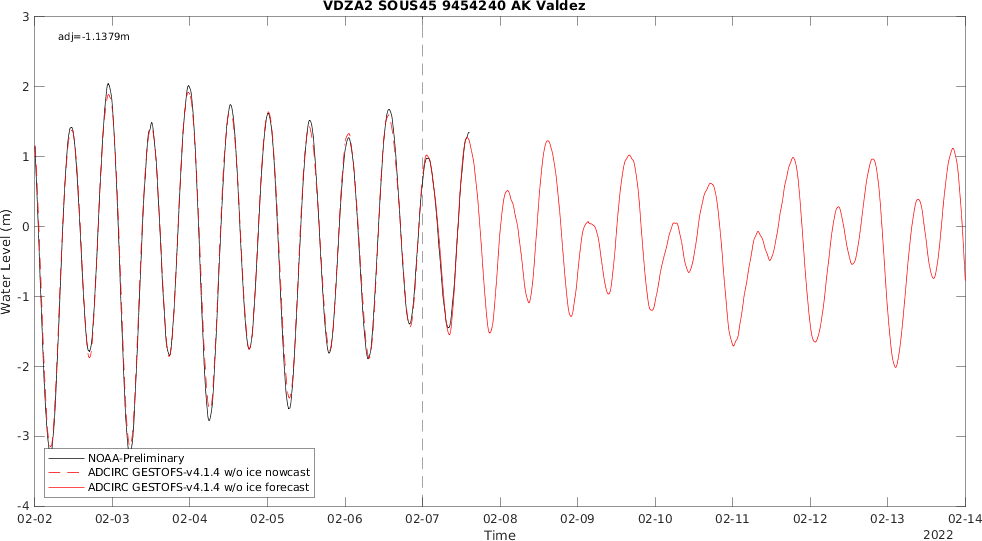 VDZA2 SOUS45 9454240 AK Valdez
adj=-1.1379m
3
2
1
0
-1
-2
-3
-4
Water Level (m)
NOAA-Preliminary
ADCIRC GESTOFS-v4.1.4 w/o ice nowcast
ADCIRC GESTOFS-v4.1.4 w/o ice forecast
02-02 02-03 02-04 02-05 02-06 02-07 02-08 02-09 02-10 02-11 02-12 02-13 02-14
Time
2022